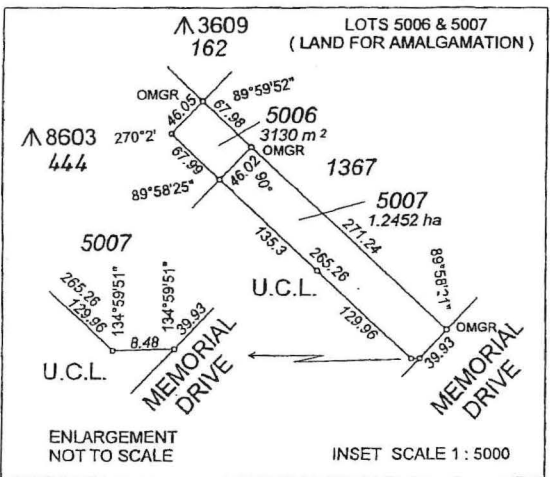 3609
162
LOTS 5006 & 5007
( LAND FOR AMALGAMATION )
OMGR
89°59'52"
46.05
67.98
5006
3130 m²
8603
444
270°2'
OMGR
67.99
46.02
90°
1367
89°58'25"
5007
1.2452 ha
5007
271.24
135.3
265.26
89°58'21"
265.26
129.96
134°59'51"
134°59'51"
U.C.L.
39.93
129.96
OMGR
8.48
39.93
U.C.L.
MEMORIAL
DRIVE
MEMORIAL
DRIVE
ENLARGEMENT
NOT TO SCALE
INSET SCALE 1 : 5000